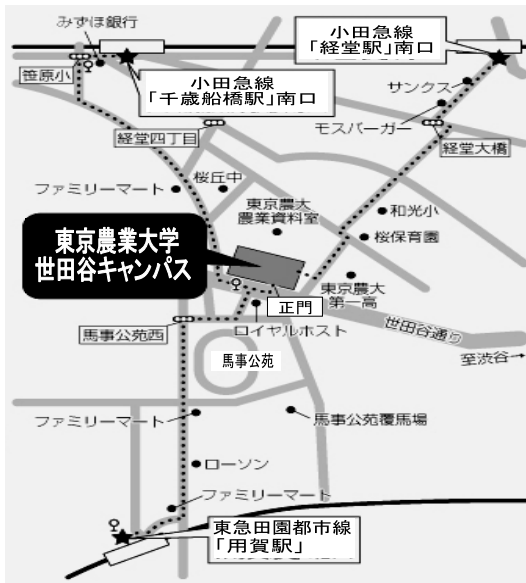 みずほ銀行
小田急線
「経堂駅」南口
笹原小
小田急線
「千歳船橋駅」南口
サンクス
モスバーガー
経堂四丁目
経堂大橋
桜丘中
ファミリーマート
東京農大
農業資料室
和光小
桜保育園
東京農業大学
世田谷キャンパス
東京農大
第一高
正門
馬事公苑西
ロイヤルホスト
世田谷通り
馬事公苑
至渋谷→
ファミリーマート
馬事公苑覆馬場
ローソン
ファミリーマート
東急田園都市線
「用賀駅」